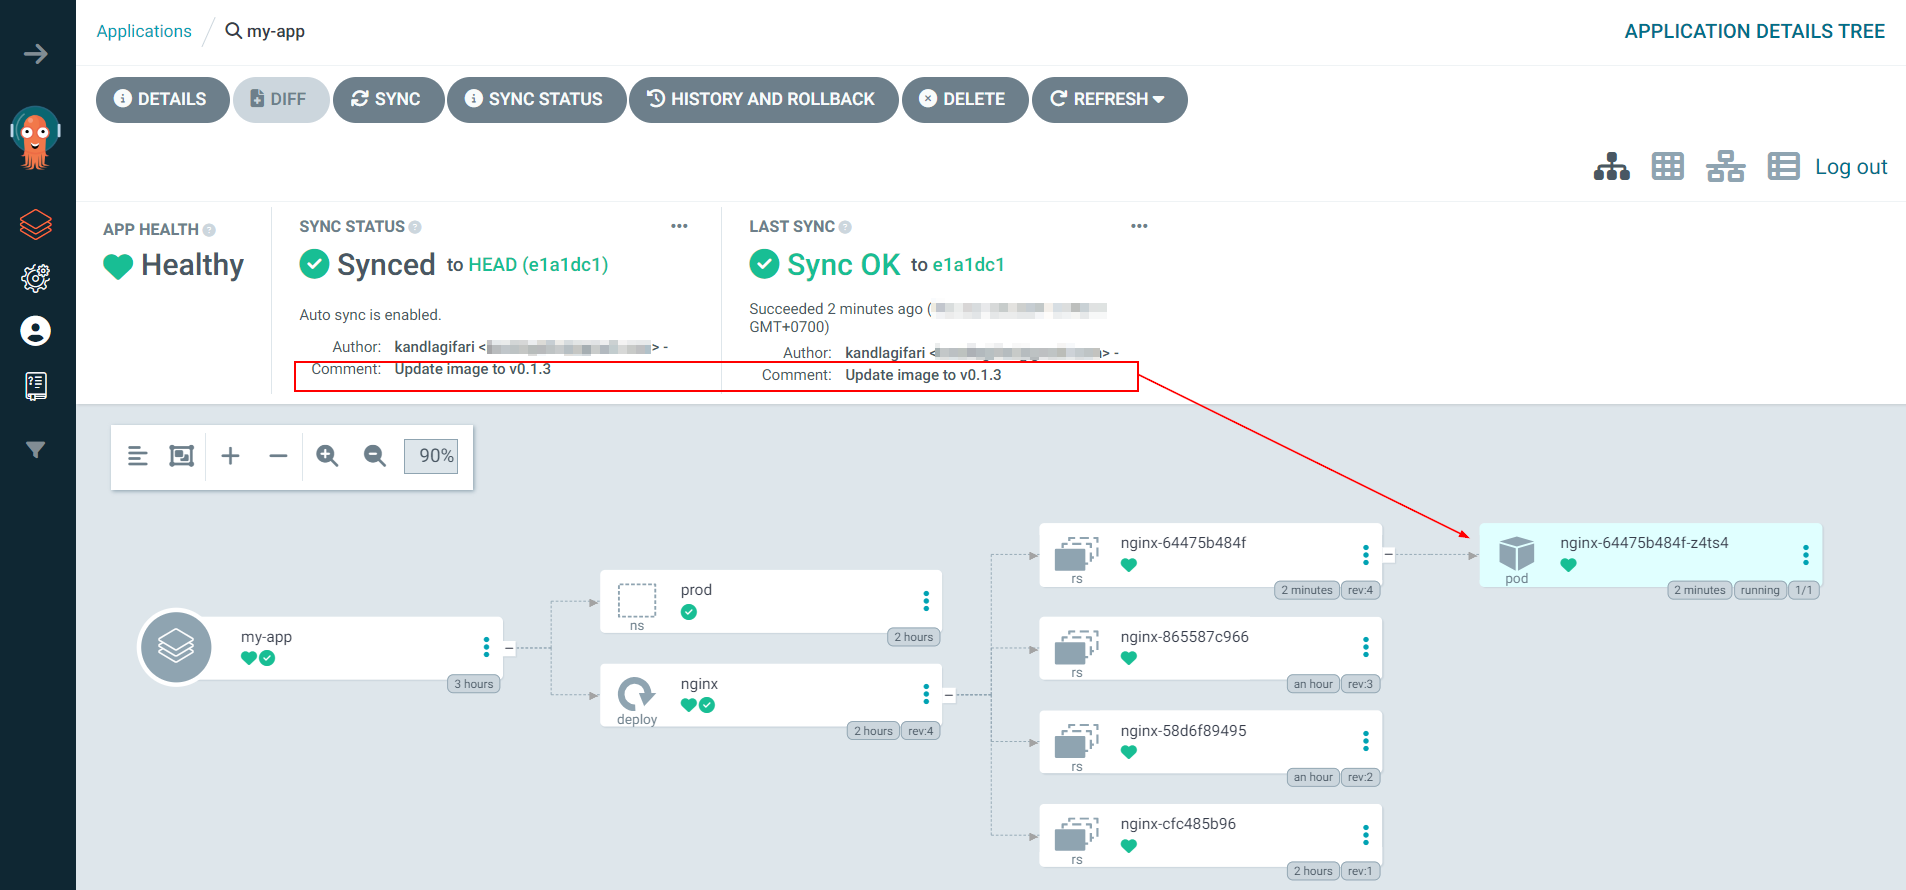 Applications / my-app
APPLICATION DETAILS TREE
DETAILS
DIFF
SYNC
SYNC STATUS
HISTORY AND ROLLBACK
DELETE
REFRESH
Log out
APP HEALTH
Healthy
SYNC STATUS
Synced to HEAD (e1a1dc1)
Auto sync is enabled.
Author: kandlagifari < > -
Comment: Update image to v0.1.3
LAST SYNC
Sync OK to e1a1dc1
Succeeded 2 minutes ago (
GMT+0700)
Author: kandlagifari < > -
Comment: Update image to v0.1.3
90%
my-app
3 hours
prod
ns
2 hours
nginx
deploy
2 hours rev:4
nginx-64475b484f
rs
2 minutes rev:4
nginx-865587c966
rs
an hour rev:3
nginx-58d6f89495
rs
an hour rev:2
nginx-cfc485b96
rs
2 hours rev:1
nginx-64475b484f-z4ts4
pod
2 minutes running 1/1